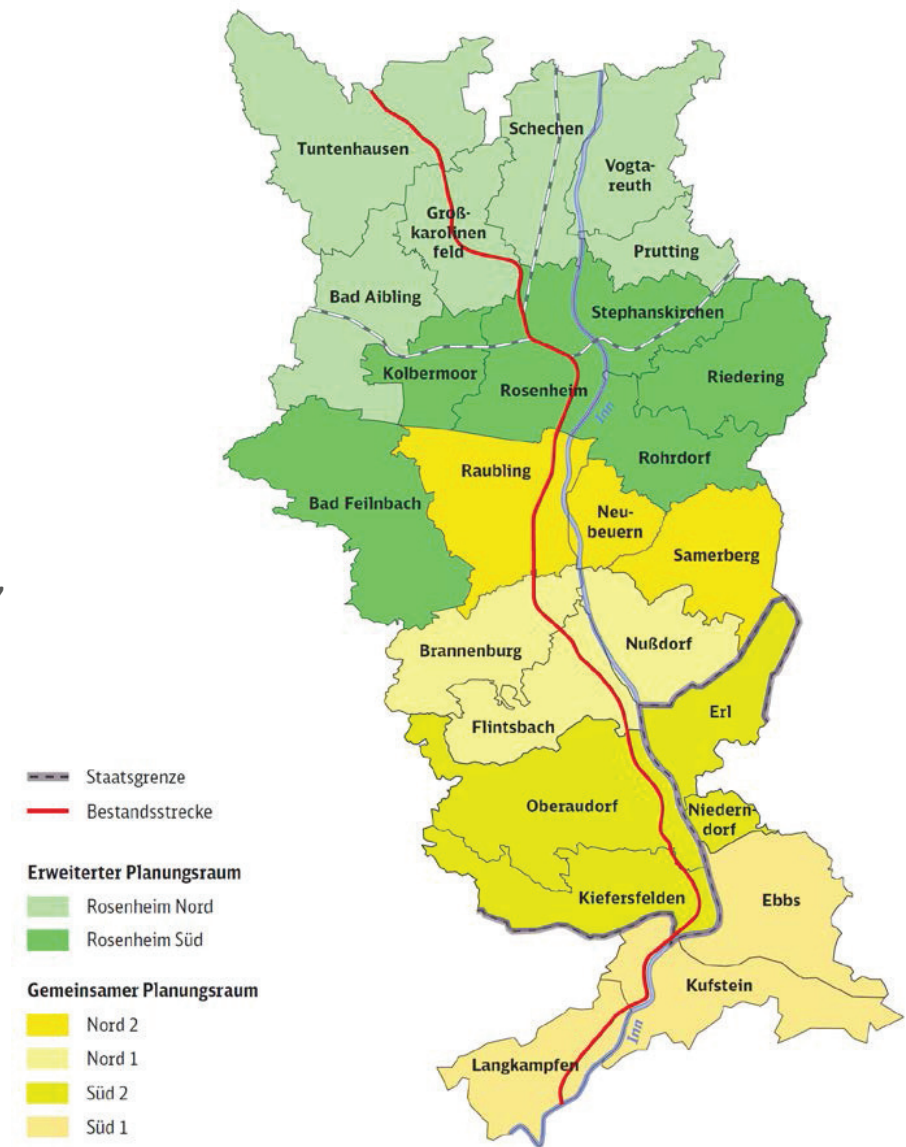 Tuntenhausen
Schechen
Vogta-
reuth
Groß-
karolinen
feld
Prutting
Bad Aibling
Stephanskirchen
Kolbermoor
Rosenheim
Riedering
Inn
Raubling
Rohrdorf
Bad Feilnbach
Neu-
beuern
Samerberg
,
Brannenburg
Nußdorf
Flintsbach
Erl
Oberaudorf
Niedern-
dorf
Kiefersfelden
Ebbs
Kufstein
Inn
Langkampfen
Staatsgrenze
Bestandsstrecke
Erweiterter Planungsraum
Rosenheim Nord
Rosenheim Süd
Gemeinsamer Planungsraum
Nord 2
Nord 1
Süd 2
Süd 1